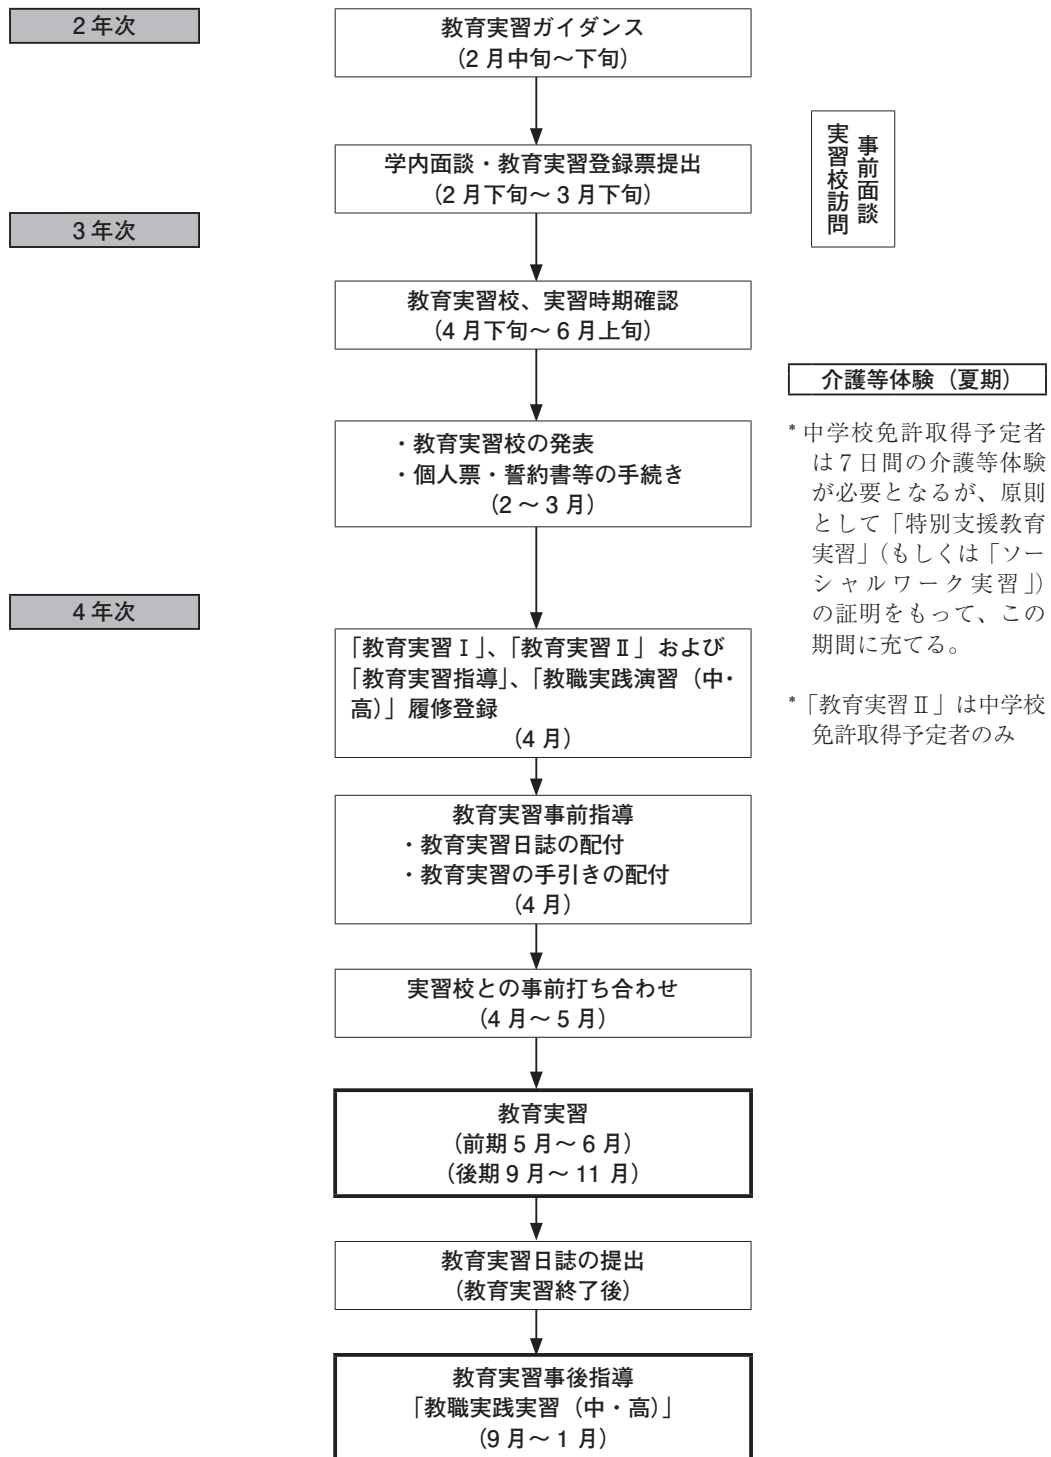 2年次
教育実習ガイダンス
（2月中旬～下旬）
事前面談
実習校訪問
学内面談・教育実習登録票提出
（2月下旬～3月下旬）
3年次
教育実習校、実習時期確認
（4月下旬～6月上旬）
介護等体験（夏期）
・教育実習校の発表
・個人票・誓約書等の手続き
（2～3月）
*中学校免許取得予定者
は7日間の介護等体験
が必要となるが、原則
として「特別支援教育
実習」（もしくは「ソー
シャルワーク実習」）
の証明をもって、この
期間に充てる。
*「教育実習Ⅱ」は中学校
免許取得予定者のみ
4年次
「教育実習Ⅰ」、「教育実習Ⅱ」および
「教育実習指導」、「教職実践演習（中・
高）」履修登録
（4月）
教育実習事前指導
・教育実習日誌の配付
・教育実習の手引きの配付
（4月）
実習校との事前打ち合わせ
（4月～5月）
教育実習
（前期5月～6月）
（後期9月～11月）
教育実習日誌の提出
（教育実習終了後）
教育実習事後指導
「教職実践実習（中・高）」
（9月～1月）